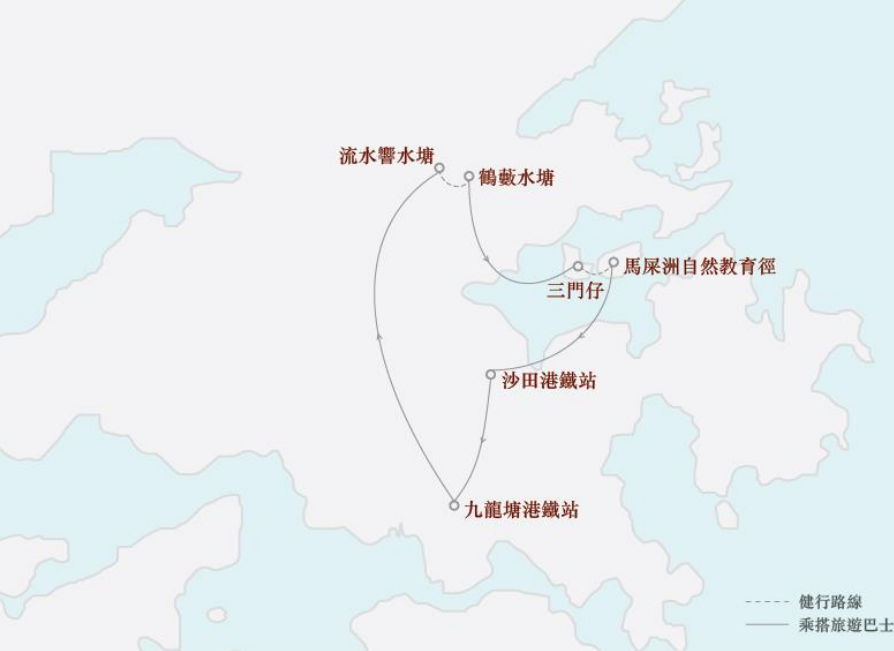 流水響水塘
鶴藪水塘
馬屎洲自然教育徑
三門仔
沙田港鐵站
九龍塘港鐵站
健行路線
乘搭旅遊巴士